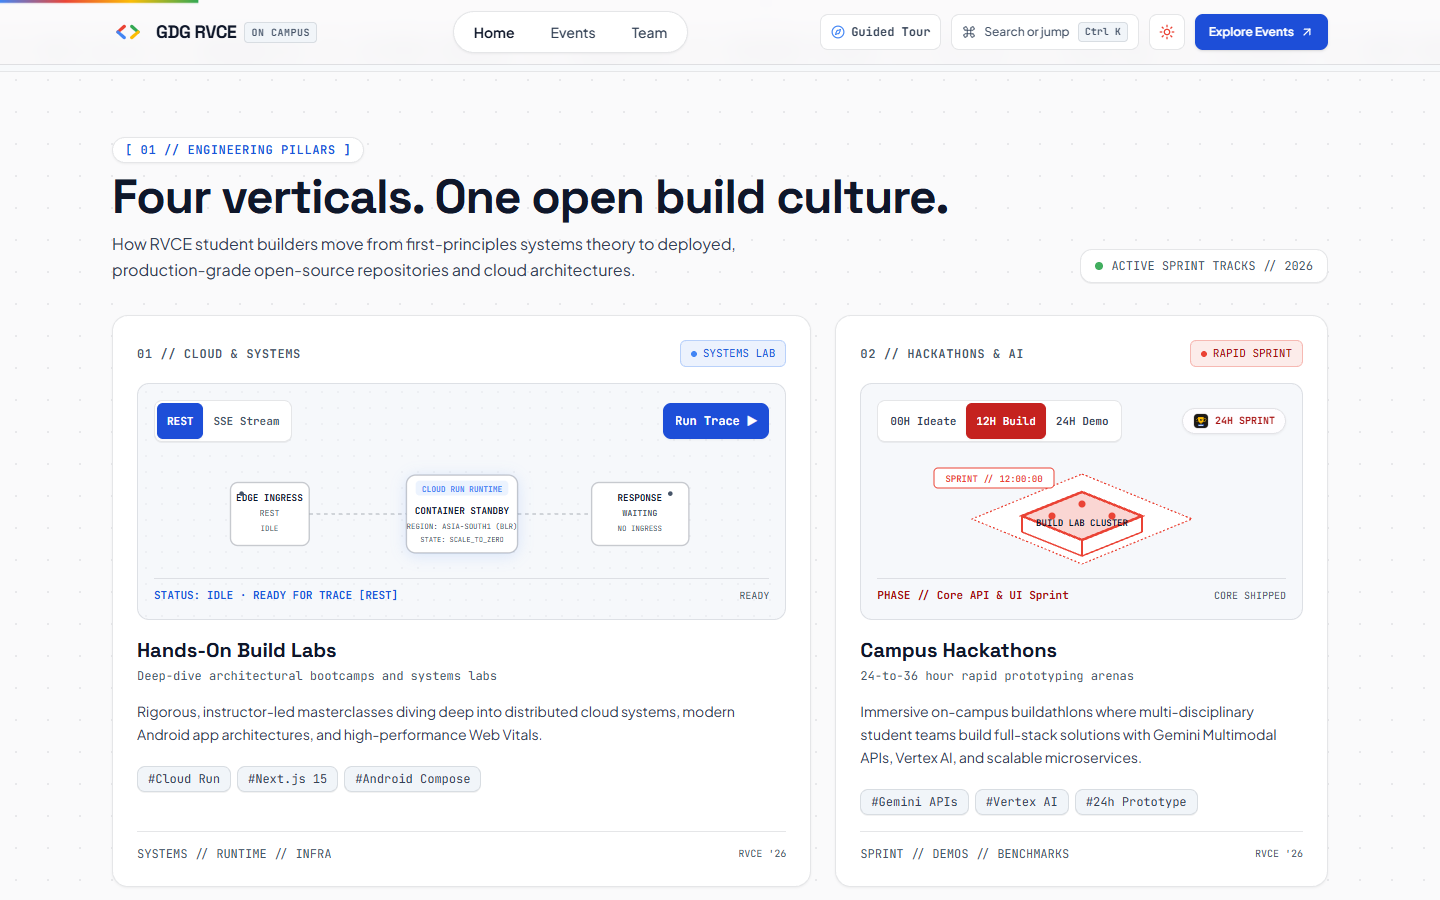 GDG RVCE ON CAMPUS
Home Events Team
Guided Tour
Search or jump Ctrl K
Explore Events
[ 01 // ENGINEERING PILLARS ]
Four verticals. One open build culture.
How RVCE student builders move from first-principles systems theory to deployed,
production-grade open-source repositories and cloud architectures.
ACTIVE SPRINT TRACKS // 2026
01 // CLOUD & SYSTEMS
SYSTEMS LAB
REST SSE Stream
Run Trace
EDGE INGRESS
REST
IDLE
CLOUD RUN RUNTIME
CONTAINER STANDBY
REGION: ASIA-SOUTH1 (BLR)
STATE: SCALE_TO_ZERO
RESPONSE
WAITING
NO INGRESS
STATUS: IDLE · READY FOR TRACE [REST]
READY
Hands-On Build Labs
Deep-dive architectural bootcamps and systems labs
Rigorous, instructor-led masterclasses diving deep into distributed cloud systems, modern
Android app architectures, and high-performance Web Vitals.
#Cloud Run #Next.js 15 #Android Compose
SYSTEMS // RUNTIME // INFRA
RVCE '26
02 // HACKATHONS & AI
RAPID SPRINT
00H Ideate 12H Build 24H Demo
24H SPRINT
SPRINT // 12:00:00
BUILD LAB CLUSTER
PHASE // Core API & UI Sprint
CORE SHIPPED
Campus Hackathons
24-to-36 hour rapid prototyping arenas
Immersive on-campus buildathlons where multi-disciplinary
student teams build full-stack solutions with Gemini Multimodal
APIs, Vertex AI, and scalable microservices.
#Gemini APIs #Vertex AI #24h Prototype
SPRINT // DEMOS // BENCHMARKS
RVCE '26